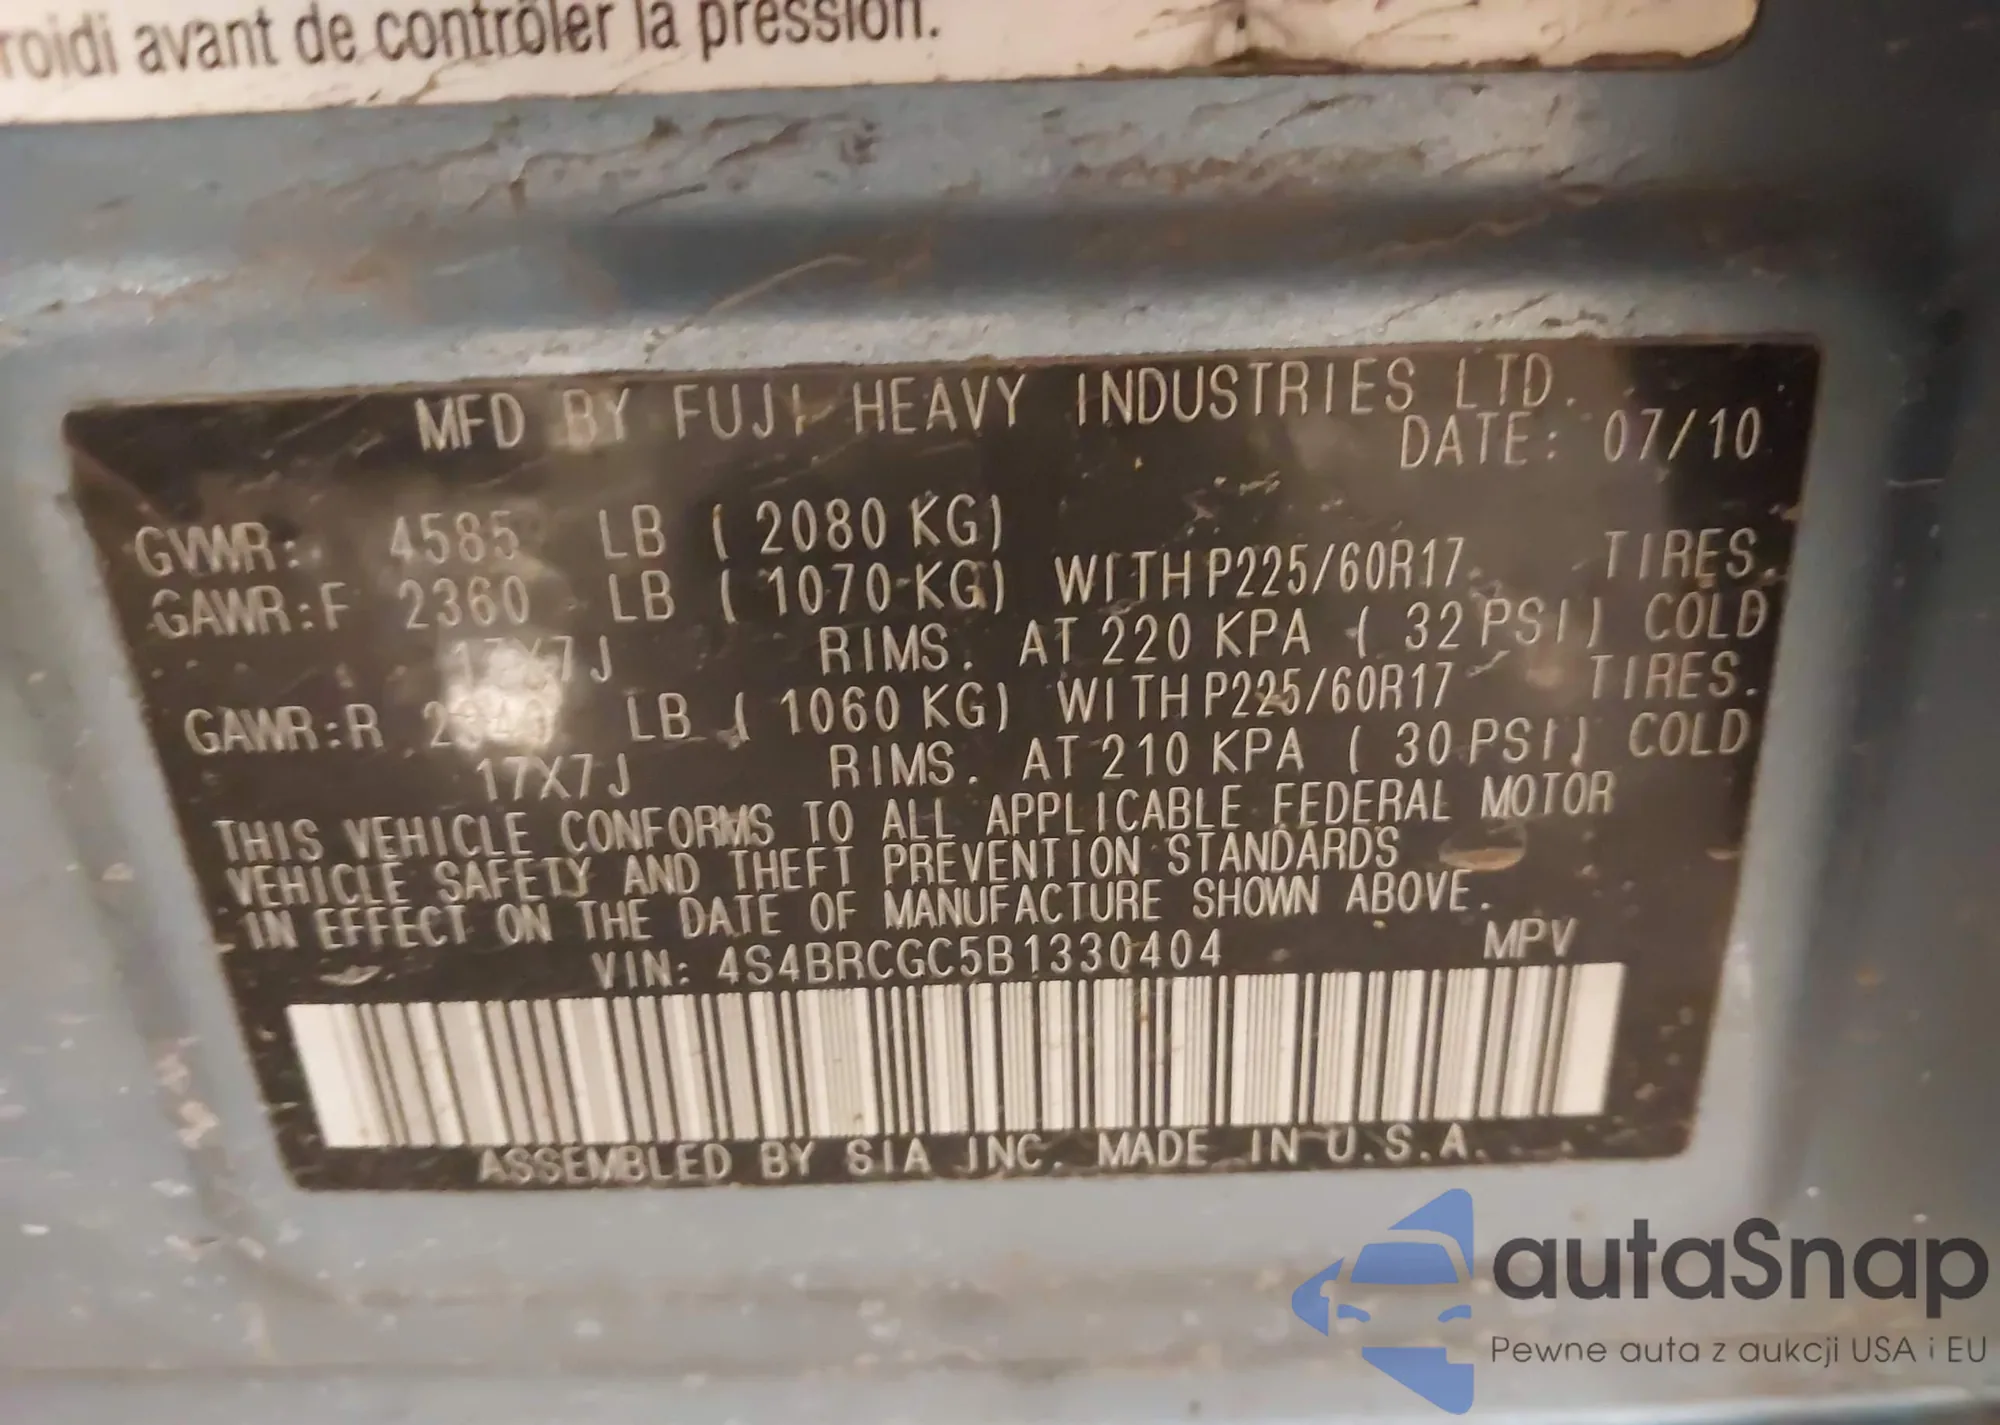 roidi avant de contrôler la pression.
MFD BY FUJI HEAVY INDUSTRIES LTD.
DATE: 07/10
GVWR: 4585 LB ( 2080 KG)
GAWR:F 2360 LB ( 1070 KG) WITH P225/60R17 TIRES.
17X7J RIMS. AT 220 KPA ( 32 PSI) COLD
GAWR:R LB ( 1060 KG) WITH P225/60R17 TIRES.
17X7J RIMS. AT 210 KPA ( 30 PSI) COLD
THIS VEHICLE CONFORMS TO ALL APPLICABLE FEDERAL MOTOR
VEHICLE SAFETY AND THEFT PREVENTION STANDARDS
IN EFFECT ON THE DATE OF MANUFACTURE SHOWN ABOVE.
VIN: 4S4BRCGC5B1330404 MPV
ASSEMBLED BY SIA INC. MADE IN U.S.A.
autaSnap
Pewne auta z aukcji USA i EU